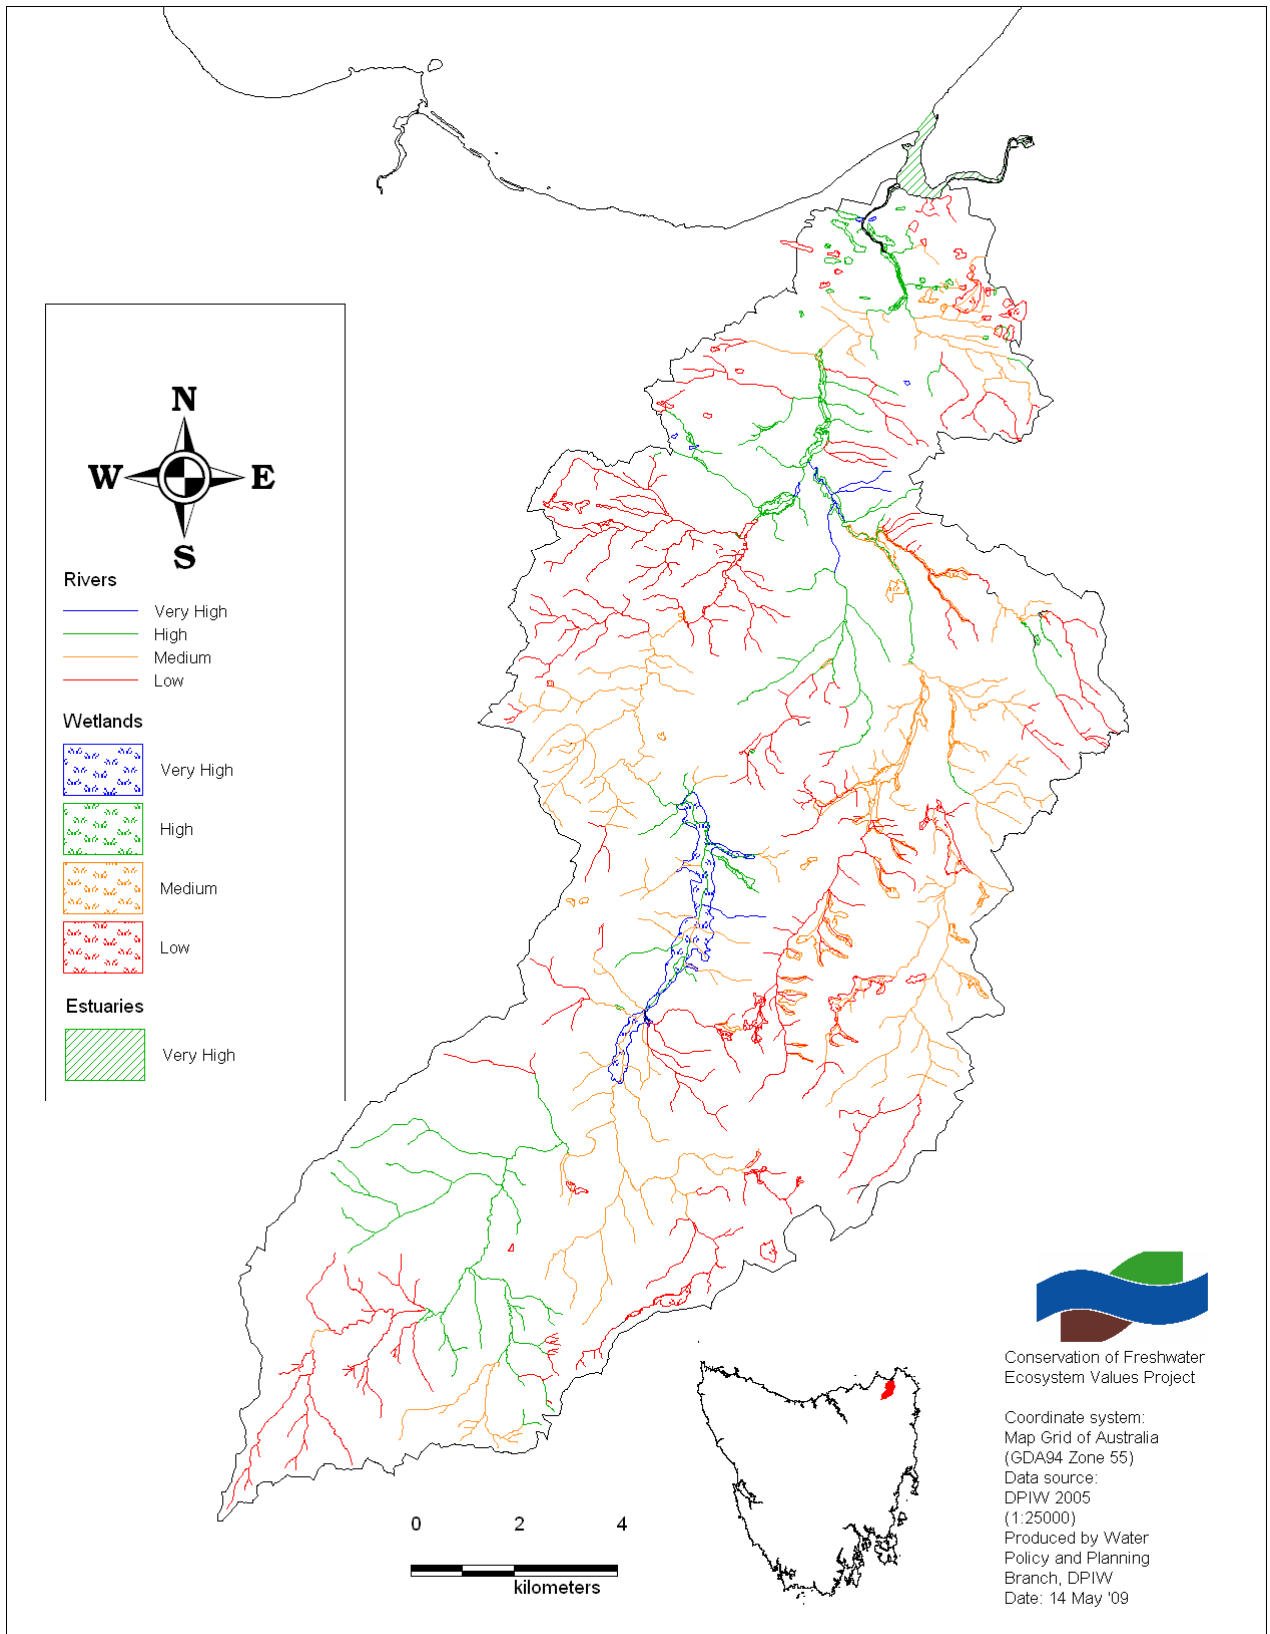 N
W E
S
Rivers
Very High
High
Medium
Low
Wetlands
Very High
High
Medium
Low
Estuaries
Very High
0 2 4
kilometers
Conservation of Freshwater
Ecosystem Values Project
Coordinate system:
Map Grid of Australia
(GDA94 Zone 55)
Data source:
DPIW 2005
(1:25000)
Produced by Water
Policy and Planning
Branch, DPIW
Date: 14 May '09